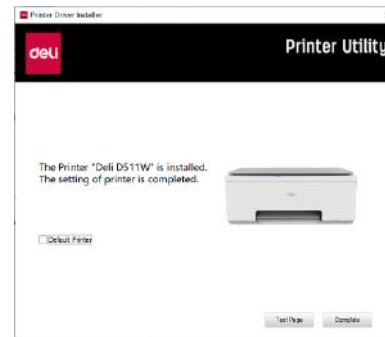 Printer Driver Installer
deli
Printer Utility
The Printer "Deli D511W" is installed.
The setting of printer is completed.
Default Printer
Test Page
Complete